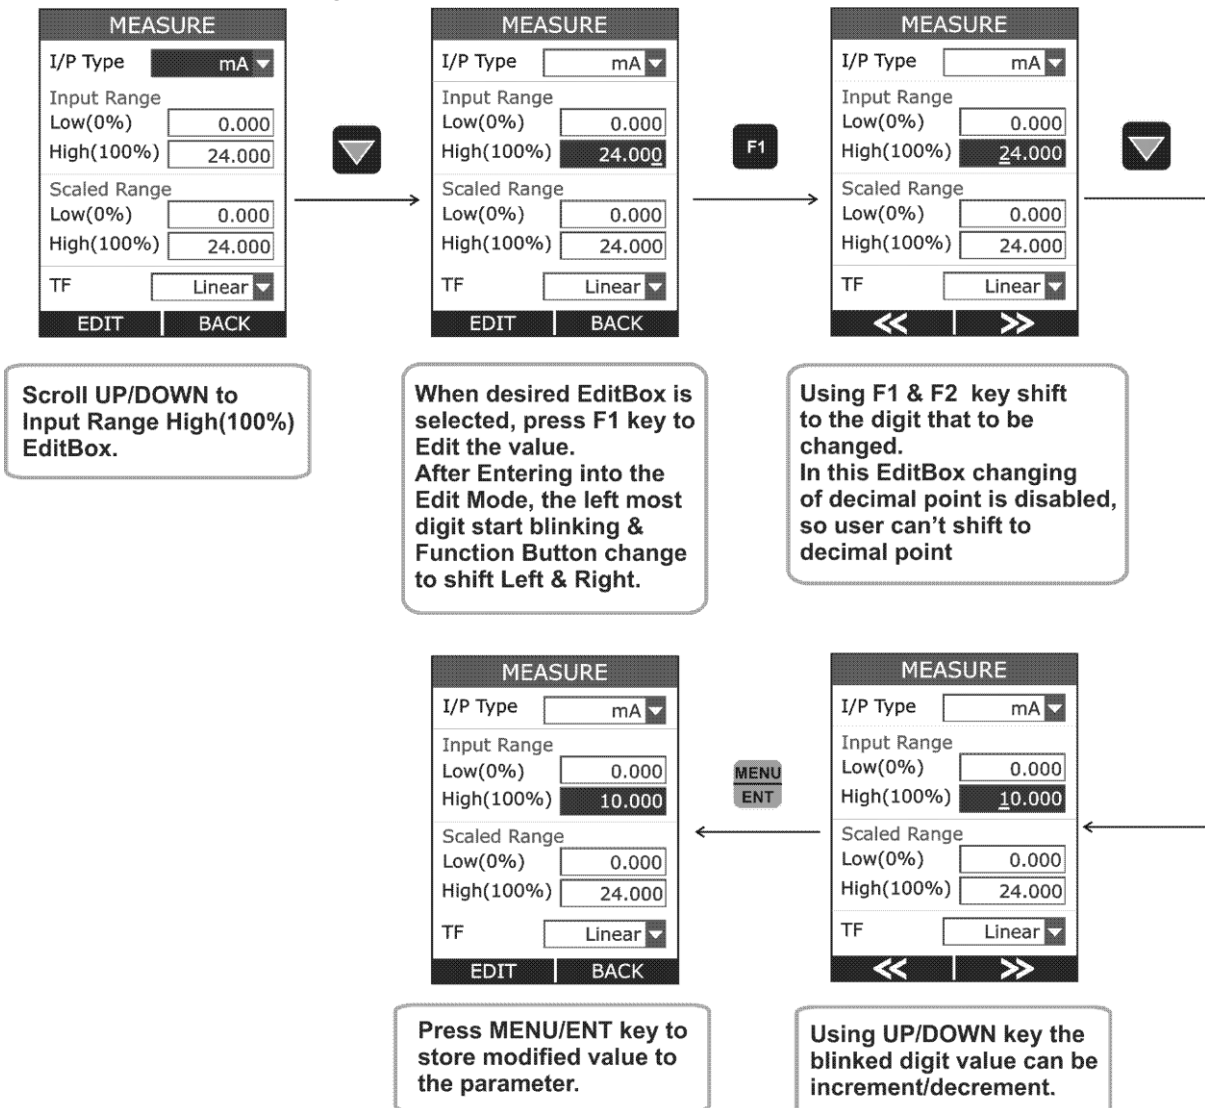 MEASURE
I/P Type mA
Input Range
Low(0%) 0.000
High(100%) 24.000
Scaled Range
Low(0%) 0.000
High(100%) 24.000
TF Linear
EDIT BACK
Scroll UP/DOWN to
Input Range High(100%)
EditBox.
MEASURE
I/P Type mA
Input Range
Low(0%) 0.000
High(100%) 24.000
Scaled Range
Low(0%) 0.000
High(100%) 24.000
TF Linear
EDIT BACK
When desired EditBox is
selected, press F1 key to
Edit the value.
After Entering into the
Edit Mode, the left most
digit start blinking &
Function Button change
to shift Left & Right.
F1
MEASURE
I/P Type mA
Input Range
Low(0%) 0.000
High(100%) 24.000
Scaled Range
Low(0%) 0.000
High(100%) 24.000
TF Linear
<< >>
Using F1 & F2 key shift
to the digit that to be
changed.
In this EditBox changing
of decimal point is disabled,
so user can't shift to
decimal point
MEASURE
I/P Type mA
Input Range
Low(0%) 0.000
High(100%) 10.000
Scaled Range
Low(0%) 0.000
High(100%) 24.000
TF Linear
<< >>
Using UP/DOWN key the
blinked digit value can be
increment/decrement.
MENU
ENT
MEASURE
I/P Type mA
Input Range
Low(0%) 0.000
High(100%) 10.000
Scaled Range
Low(0%) 0.000
High(100%) 24.000
TF Linear
EDIT BACK
Press MENU/ENT key to
store modified value to
the parameter.